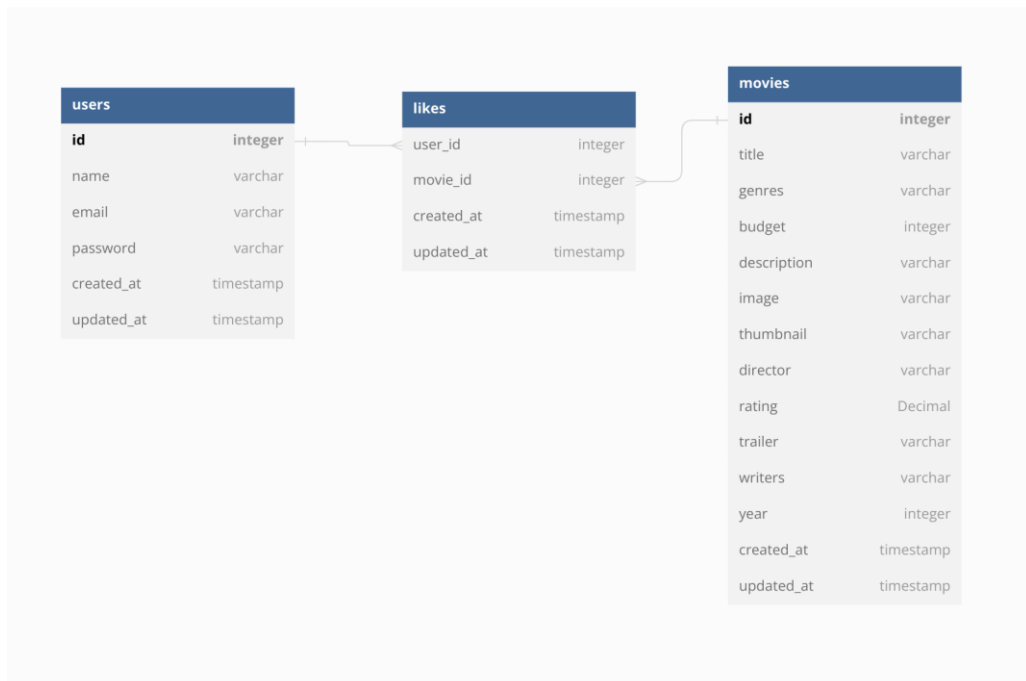 users
id integer
name varchar
email varchar
password varchar
created_at timestamp
updated_at timestamp
likes
user_id integer
movie_id integer
created_at timestamp
updated_at timestamp
movies
id integer
title varchar
genres varchar
budget integer
description varchar
image varchar
thumbnail varchar
director varchar
rating Decimal
trailer varchar
writers varchar
year integer
created_at timestamp
updated_at timestamp